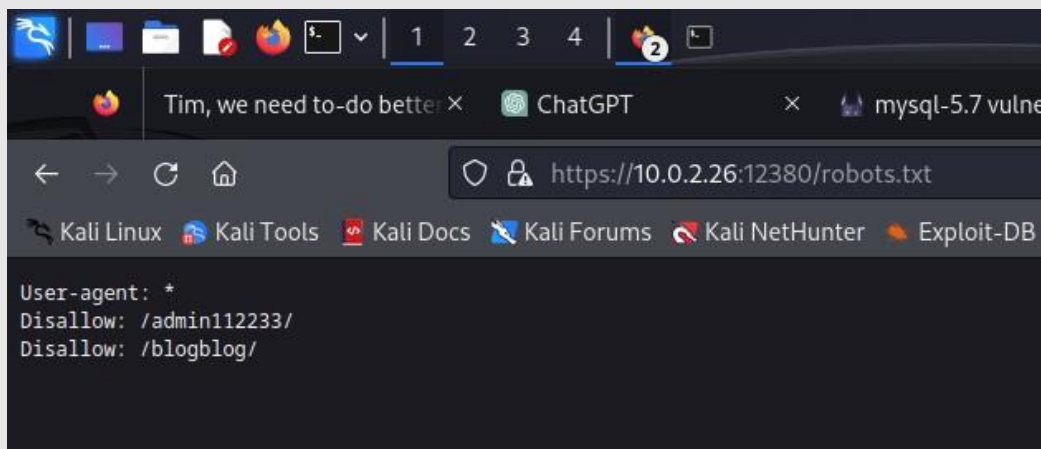 1 2 3 4 2
Tim, we need to-do better ChatGPT mysql-5.7 vulne
https://10.0.2.26:12380/robots.txt
Kali Linux Kali Tools Kali Docs Kali Forums Kali NetHunter Exploit-DB
User-agent: *
Disallow: /admin112233/
Disallow: /blogblog/